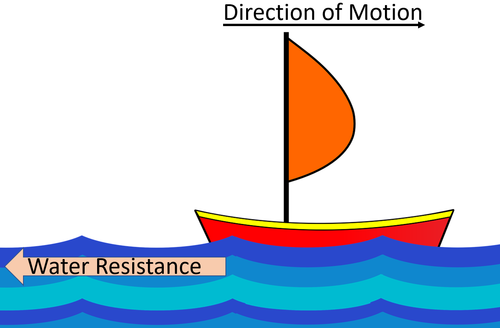 Direction of Motion
Water Resistance